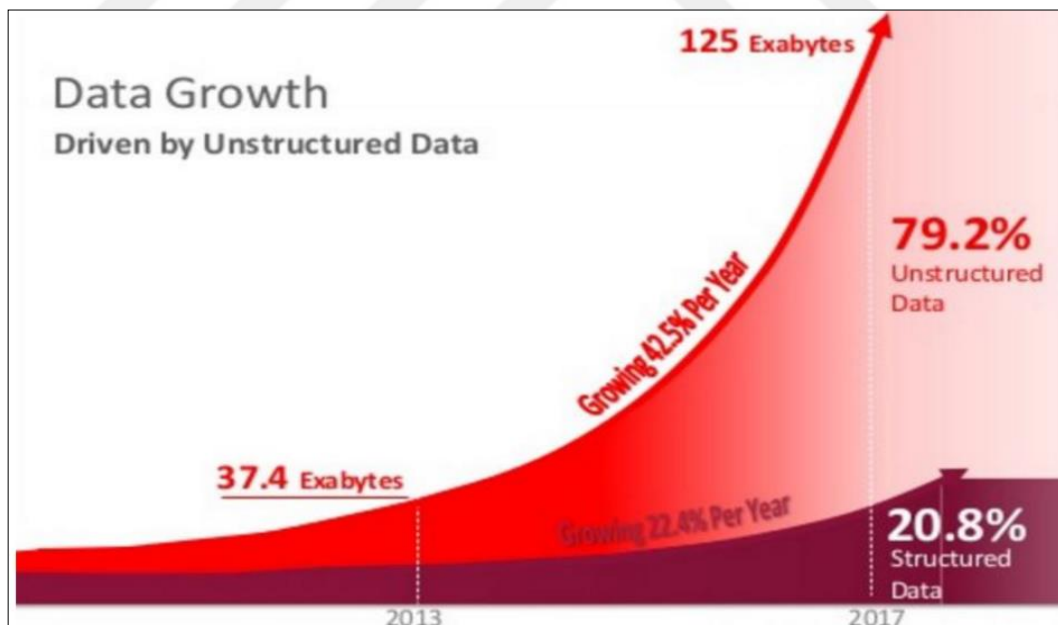 125 Exabytes
Data Growth
Driven by Unstructured Data
79.2%
Unstructured
Data
Growing 42.5% Per Year
37.4 Exabytes
Growing 22.4% Per Year
20.8%
Structured
Data
2013
2017